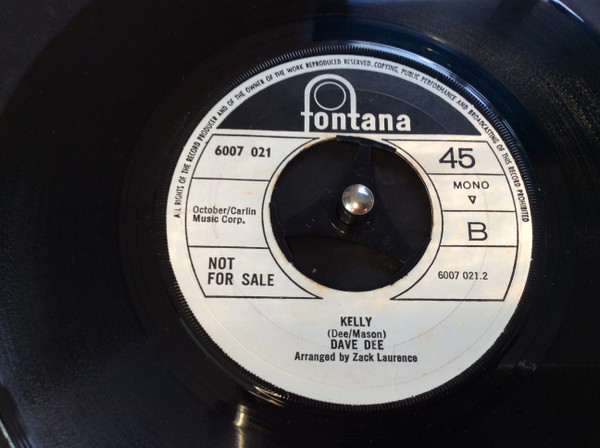 ALL RIGHTS OF THE RECORD PRODUCER AND OF THE OWNER OF THE WORK REPRODUCED RESERVED, COPYING, PUBLIC PERFORMANCE AND BROADCASTING OF THIS RECORD PROHIBITED
fontana
6007 021
45
MONO
October/Carlin
Music Corp.
B
NOT
FOR SALE
6007 021.2
KELLY
(Dee/Mason)
DAVE DEE
Arranged by Zack Laurence